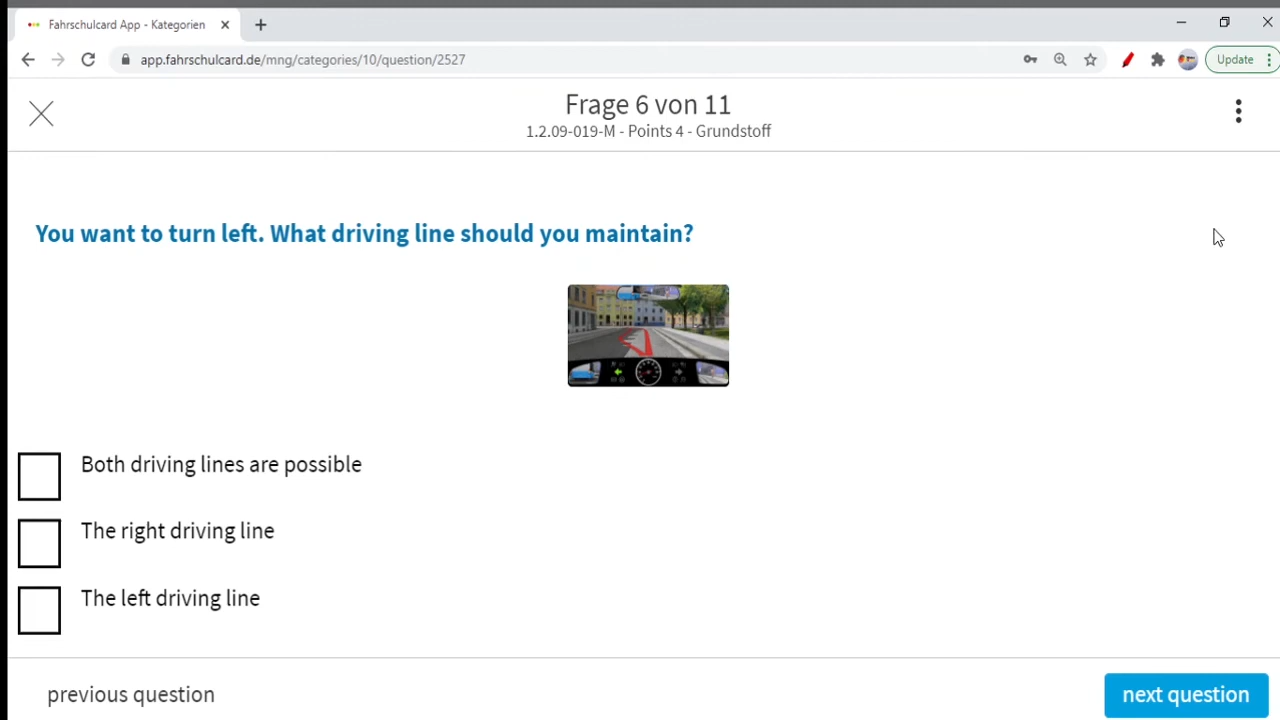 Fahrschulcard App - Kategorien
app.fahrschulcard.de/mng/categories/10/question/2527
Update
Frage 6 von 11
1.2.09-019-M - Points 4 - Grundstoff
You want to turn left. What driving line should you maintain?
Both driving lines are possible
The right driving line
The left driving line
previous question
next question